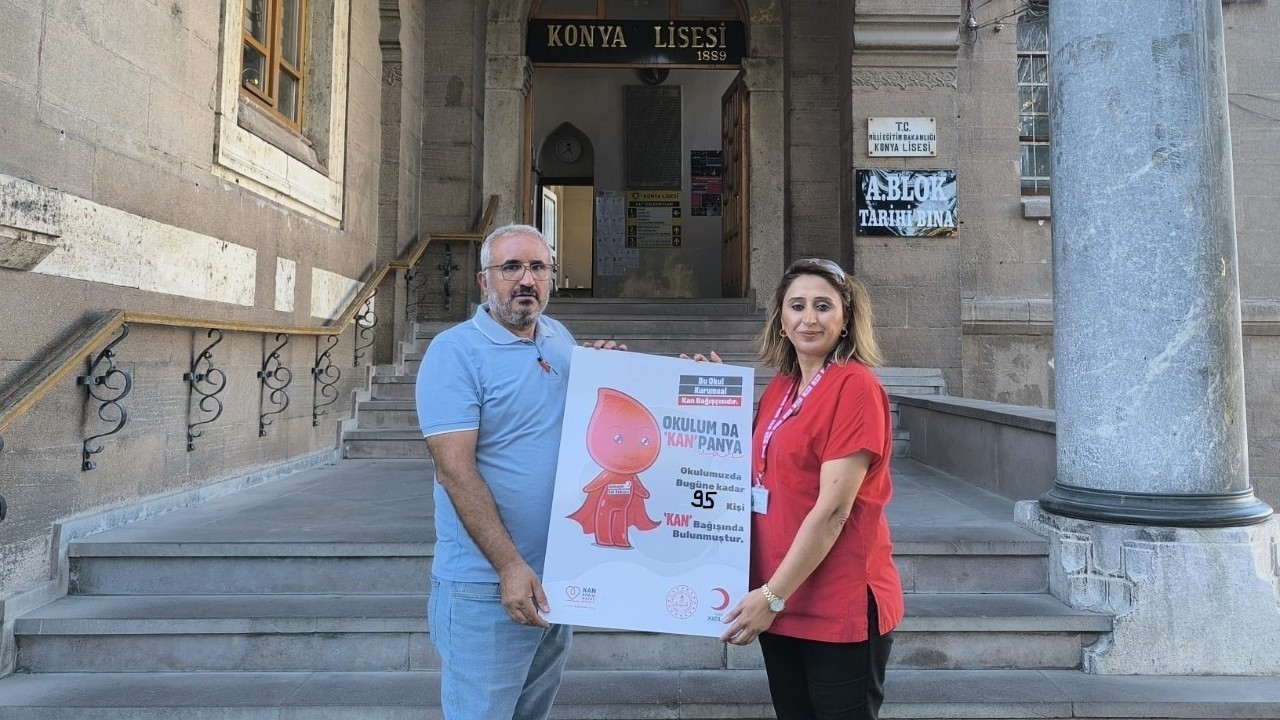 KONYA LİSESİ
1889
T.C.
MİLLİ EĞİTİM BAKANLIĞI
KONYA LİSESİ
A.BLOK
TARİHİ BİNA
KONYA LİSESİ
Bu Okul
Kurumsal
Kan Bağışçısıdır.
OKULUM DA
'KAN'PANYA
Okulumuzda
Bugüne kadar
95 Kişi
'KAN' Bağışında
Bulunmuştur.
KAN